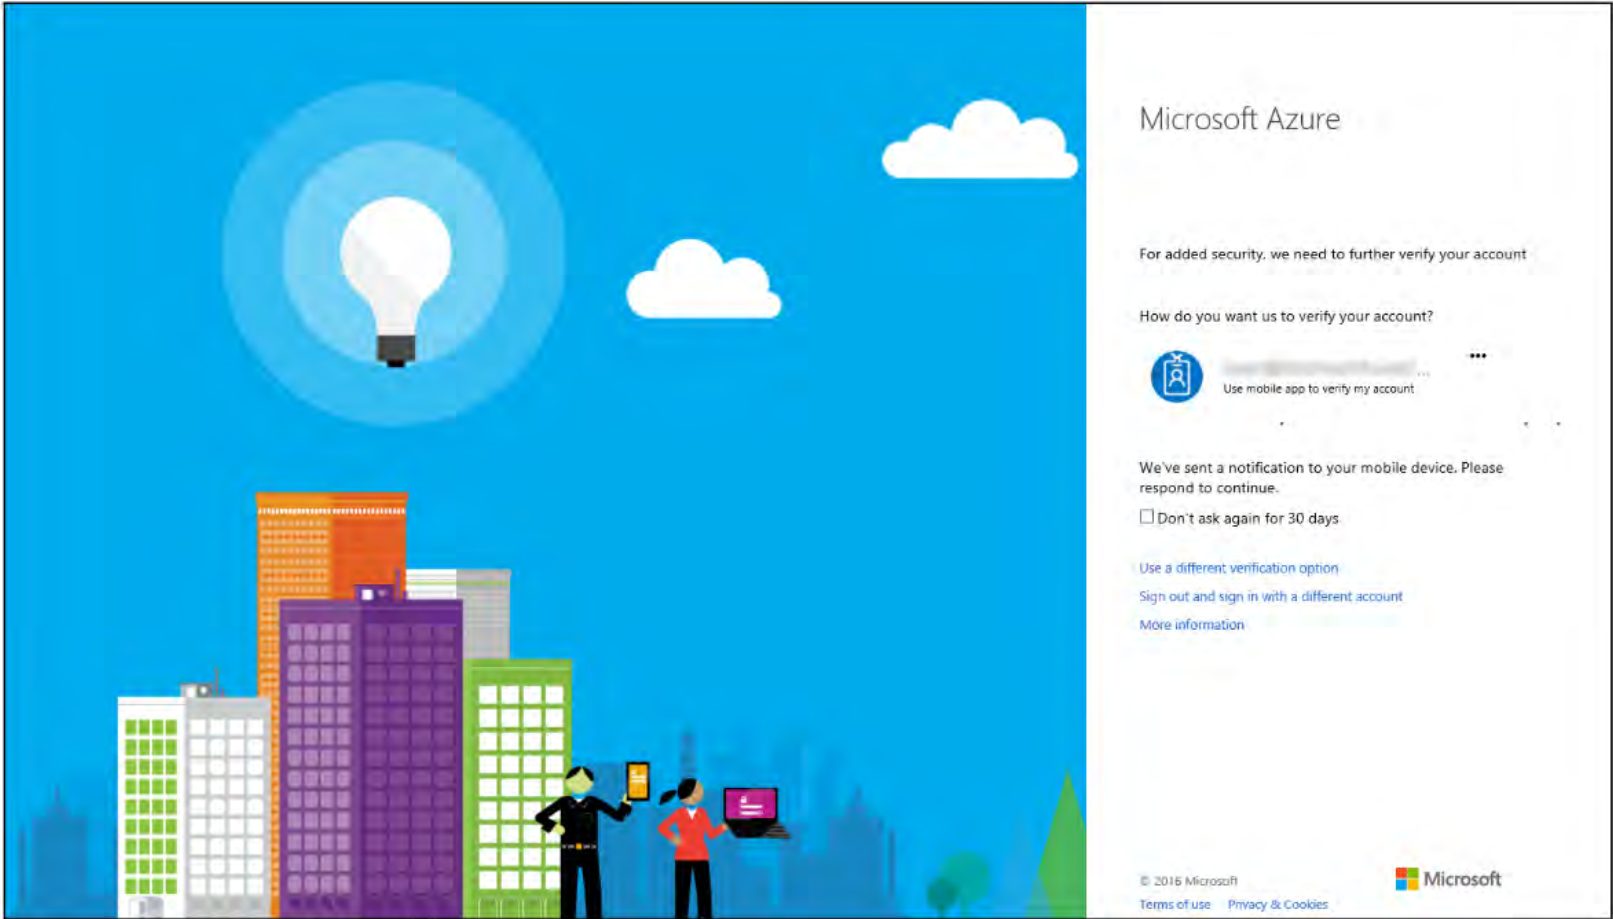 Microsoft Azure
For added security, we need to further verify your account
How do you want us to verify your account?
...
Use mobile app to verify my account
We've sent a notification to your mobile device. Please
respond to continue.
Don't ask again for 30 days
Use a different verification option
Sign out and sign in with a different account
More information
© 2016 Microsoft
Microsoft
Terms of use Privacy & Cookies